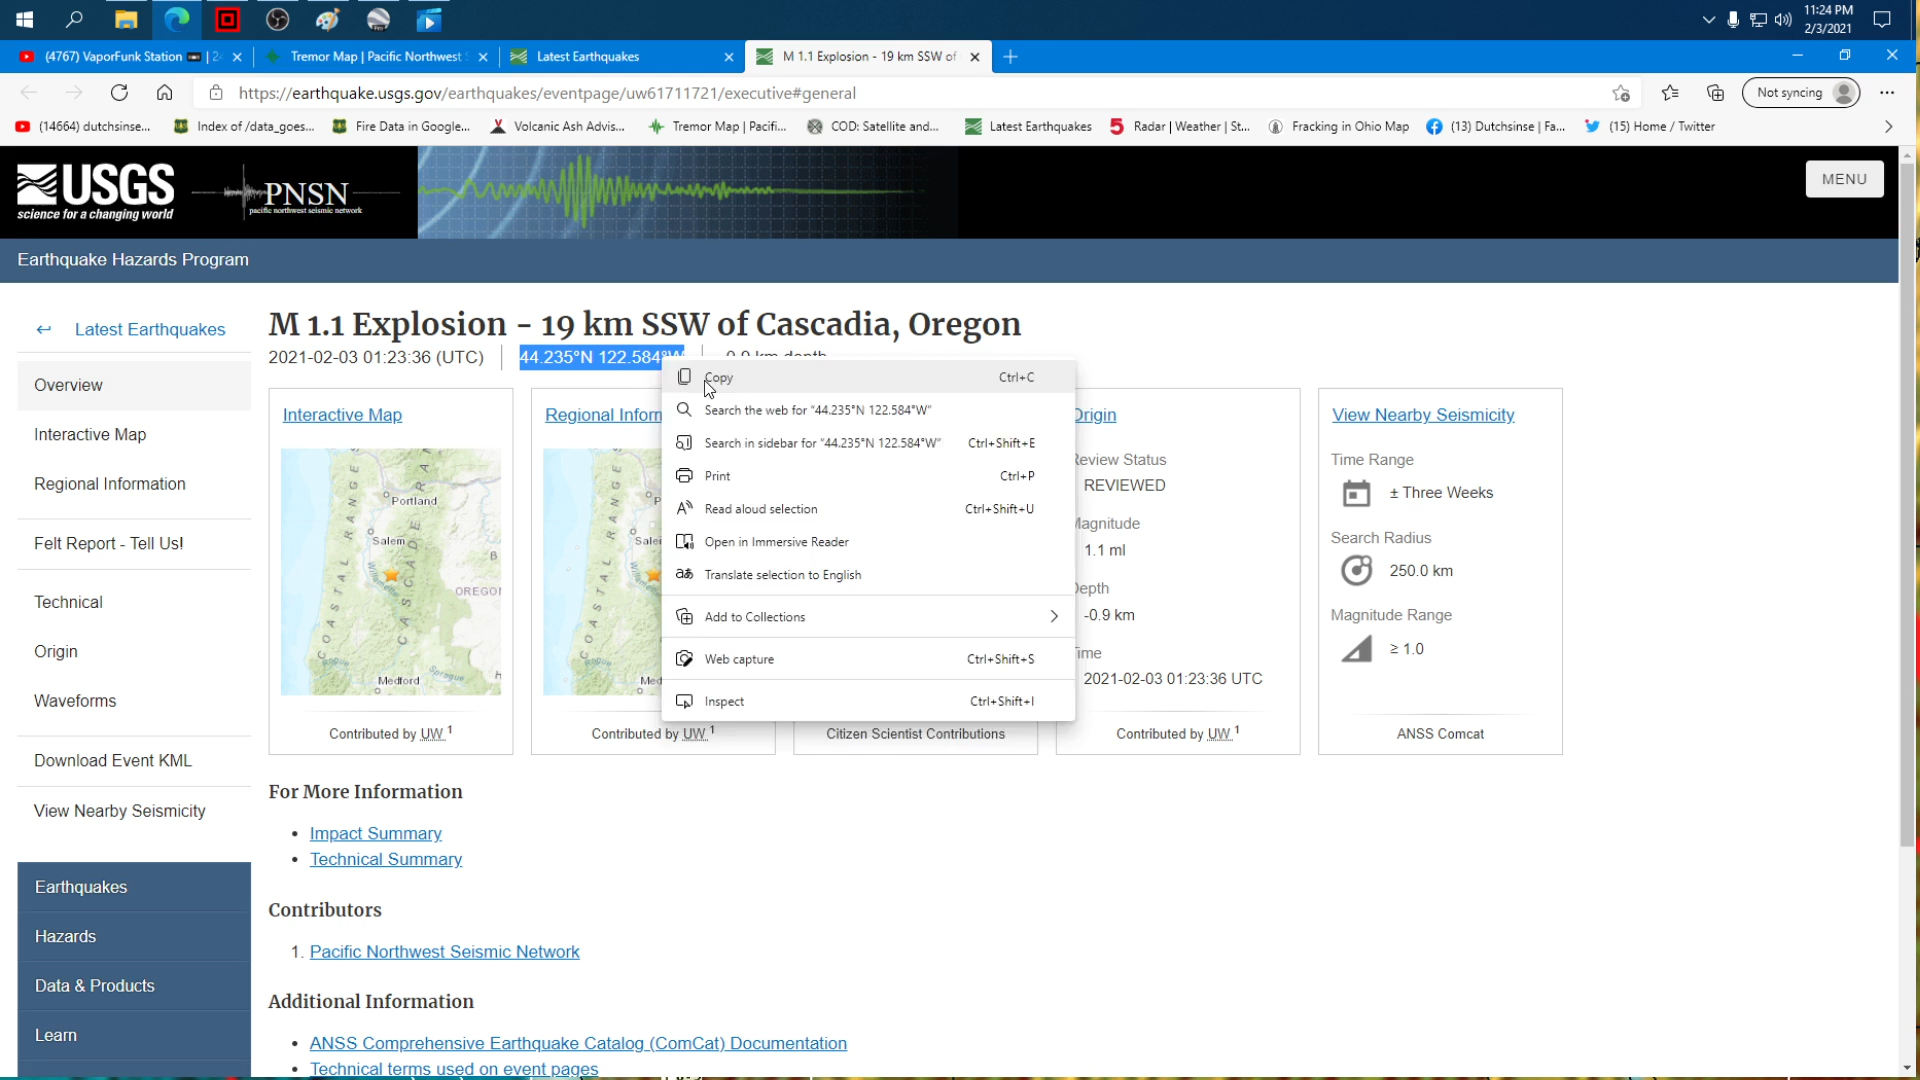 11:24 PM
2/3/2021
(4767) VaporFunk Station
Tremor Map | Pacific Northwest
Latest Earthquakes
M 1.1 Explosion - 19 km SSW of
https://earthquake.usgs.gov/earthquakes/eventpage/uw61711721/executive#general
Not syncing
(14664) dutchsinse...
Index of /data_goes...
Fire Data in Google...
Volcanic Ash Advis...
Tremor Map | Pacifi...
COD: Satellite and...
Latest Earthquakes
Radar | Weather | St...
Fracking in Ohio Map
(13) Dutchsinse | Fa...
(15) Home / Twitter
USGS
science for a changing world
PNSN
pacific northwest seismic network
MENU
Earthquake Hazards Program
Latest Earthquakes
Overview
Interactive Map
Regional Information
Felt Report - Tell Us!
Technical
Origin
Waveforms
Download Event KML
View Nearby Seismicity
Earthquakes
Hazards
Data & Products
Learn
M 1.1 Explosion - 19 km SSW of Cascadia, Oregon
2021-02-03 01:23:36 (UTC)
44.235°N 122.584°W
Copy Ctrl+C
Search the web for "44.235°N 122.584°W"
Search in sidebar for "44.235°N 122.584°W" Ctrl+Shift+E
Print Ctrl+P
Read aloud selection Ctrl+Shift+U
Open in Immersive Reader
Translate selection to English
Add to Collections
Web capture Ctrl+Shift+S
Inspect Ctrl+Shift+I
Interactive Map
COASTAL RANGES
CASCADE RA
Portland
Salem
Willamette
OREGO
Rogue
Sprague
Medford
Contributed by UW 1
Regional Inform
COASTAL RANGES
Rogue
Contributed by UW 1
Citizen Scientist Contributions
Origin
Review Status
REVIEWED
Magnitude
1.1 ml
Depth
-0.9 km
Time
2021-02-03 01:23:36 UTC
Contributed by UW 1
View Nearby Seismicity
Time Range
± Three Weeks
Search Radius
250.0 km
Magnitude Range
≥ 1.0
ANSS Comcat
For More Information
• Impact Summary
• Technical Summary
Contributors
1. Pacific Northwest Seismic Network
Additional Information
• ANSS Comprehensive Earthquake Catalog (ComCat) Documentation
• Technical terms used on event pages